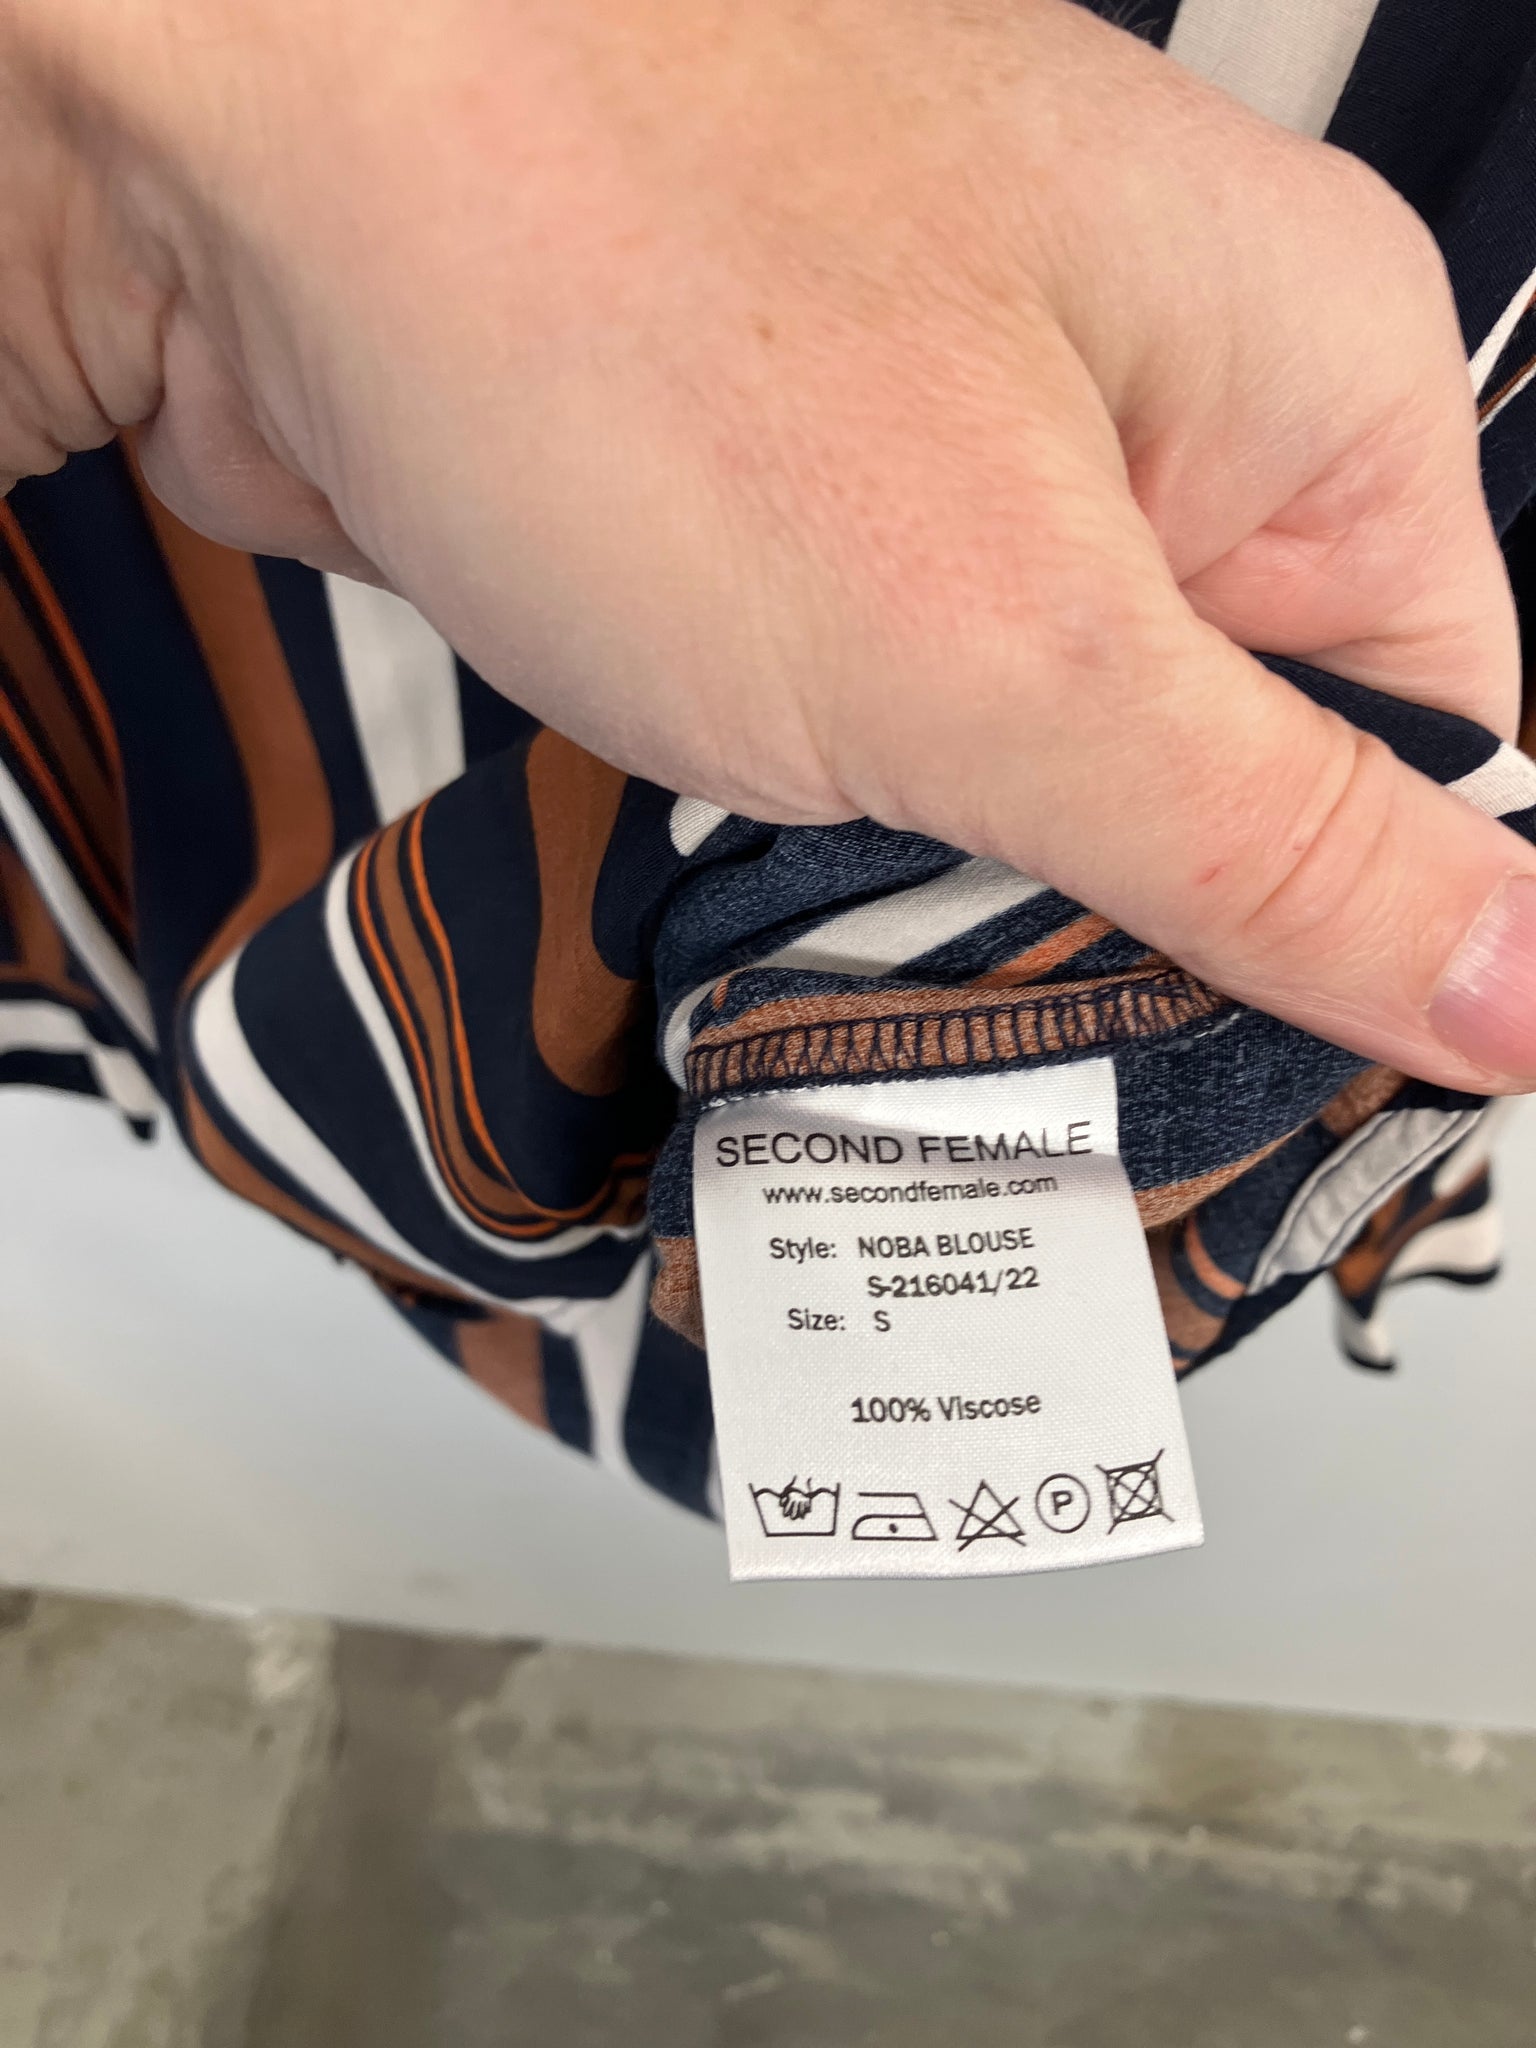 SECOND FEMALE
www.secondfemale.com
Style: NOBA BLOUSE
S-216041/22
Size: S
100% Viscose
P